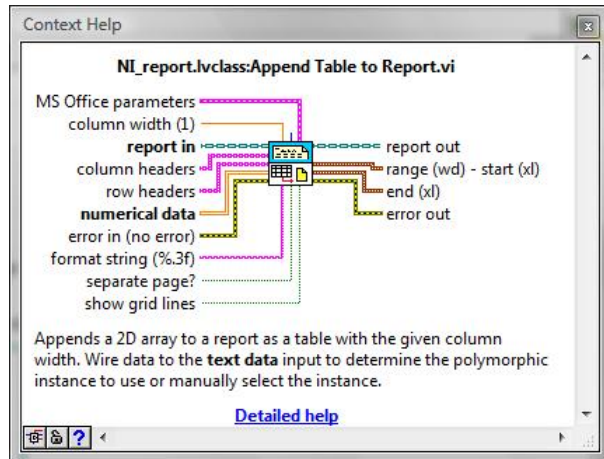 Context Help
NI_report.lvclass:Append Table to Report.vi
MS Office parameters
column width (1)
report in
column headers
row headers
numerical data
error in (no error)
format string (%.3f)
separate page?
show grid lines
report out
range (wd) - start (xl)
end (xl)
error out
Appends a 2D array to a report as a table with the given column
width. Wire data to the text data input to determine the polymorphic
instance to use or manually select the instance.
Detailed help
?